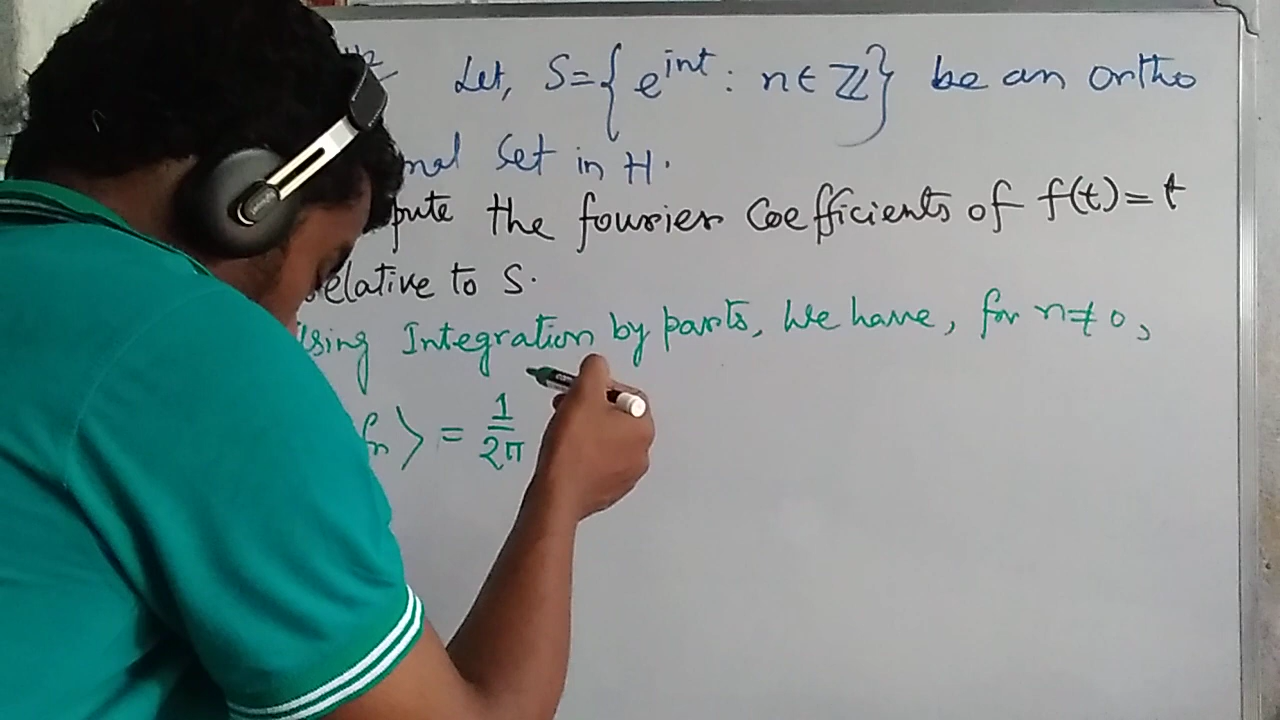 Let, S = { e^{int} : n ∈ ℤ } be an ortho
mal set in H.
pute the fourier Coefficients of f(t) = t
elative to S.
sing Integration by parts, We have, for n ≠ 0,
fn⟩ = 1/2π